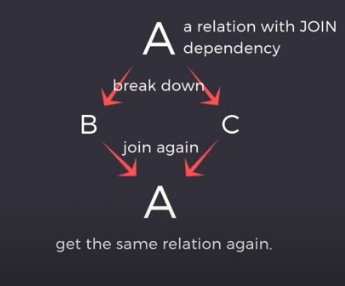 A a relation with JOIN
dependency
break down
B C
join again
A
get the same relation again.